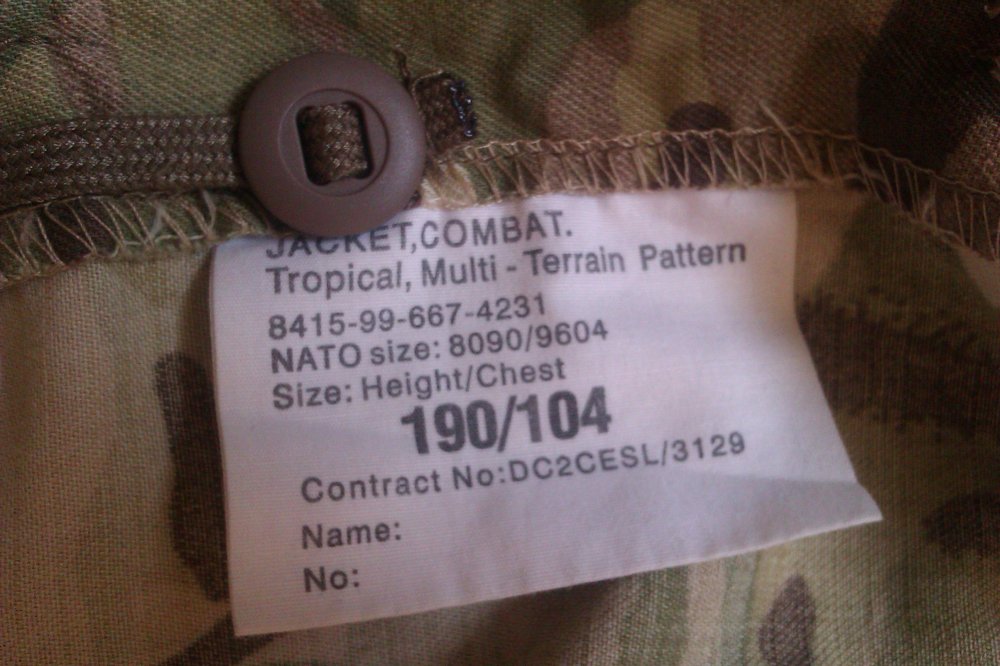 JACKET,COMBAT.
Tropical, Multi - Terrain Pattern
8415-99-667-4231
NATO size: 8090/9604
Size: Height/Chest
190/104
Contract No:DC2CESL/3129
Name:
No: